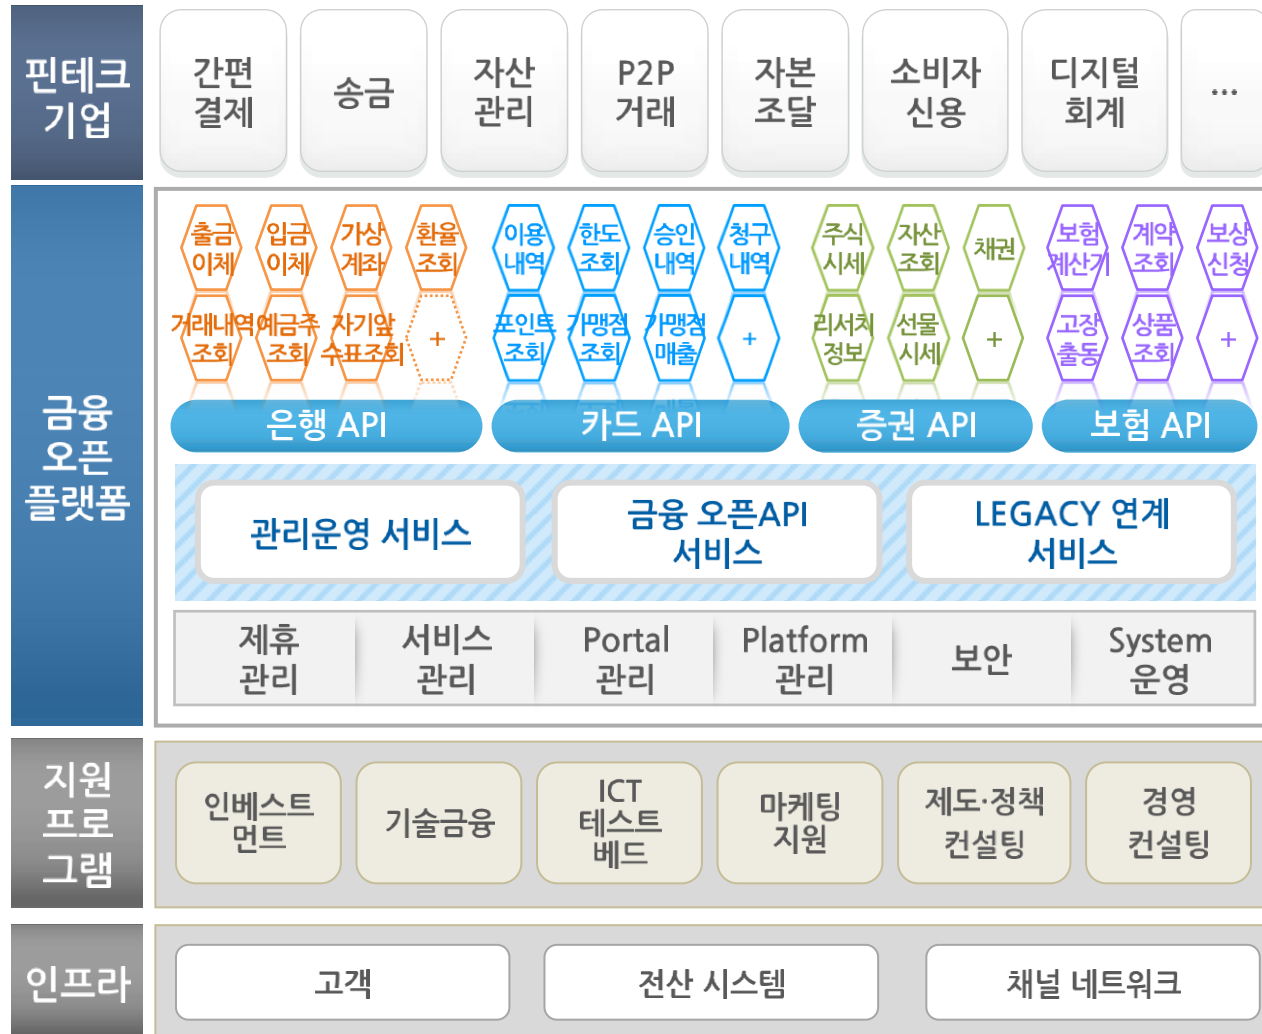 핀테크
기업
간편
결제
송금
자산
관리
P2P
거래
자본
조달
소비자
신용
디지털
회계
...
금융
오픈
플랫폼
출금
이체
입금
이체
가상
계좌
환율
조회
거래내역
조회
예금주
조회
자기앞
수표조회
+
은행 API
이용
내역
한도
조회
승인
내역
청구
내역
포인트
조회
가맹점
조회
가맹점
매출
+
카드 API
주식
시세
자산
조회
채권
리서치
정보
선물
시세
+
증권 API
보험
계산기
계약
조회
보상
신청
고장
출동
상품
조회
+
보험 API
관리운영 서비스
금융 오픈API
서비스
LEGACY 연계
서비스
제휴
관리
서비스
관리
Portal
관리
Platform
관리
보안
System
운영
지원
프로
그램
인베스트
먼트
기술금융
ICT
테스트
베드
마케팅
지원
제도·정책
컨설팅
경영
컨설팅
인프라
고객
전산 시스템
채널 네트워크